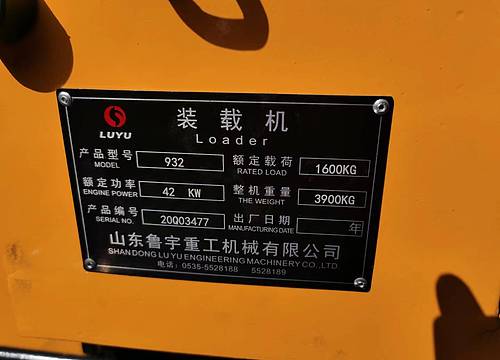 装载机
LUYU
Loader
产品型号 932 额定载荷 1600KG
MODEL RATED LOAD
额定功率 42 KW 整机重量 3900KG
ENGINE POWER THE WEIGHT
产品编号 20Q03477 出厂日期 年
SERIAL NO. MANUFACTURING DATE
山东鲁宇重工机械有限公司
SHAN DONG LU YU ENGINEERING MACHINERY CO.,LTD
电话：0535-5528188 5528189